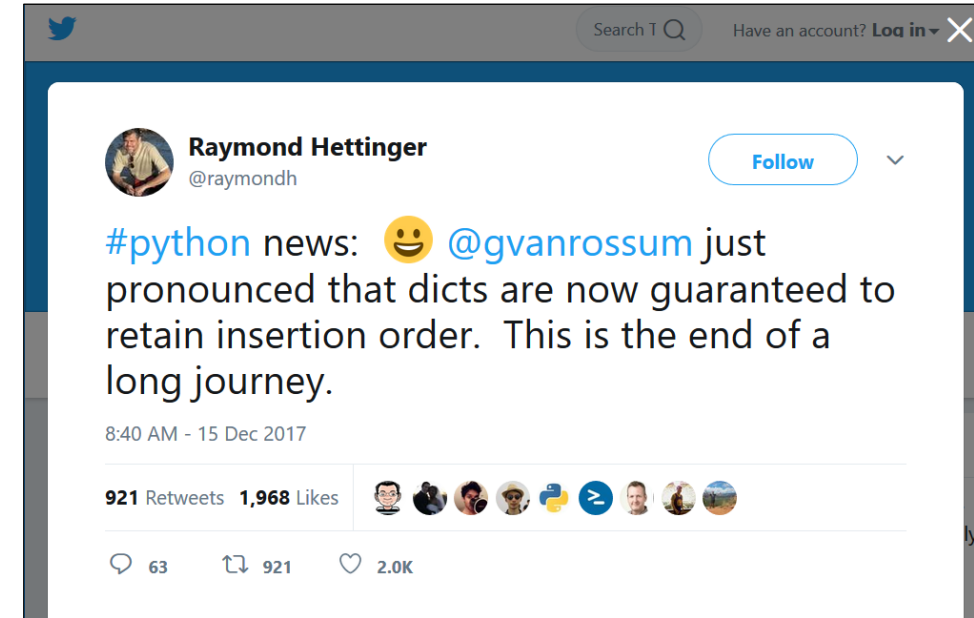 Search T
Have an account? Log in
Raymond Hettinger
@raymondh
Follow
#python news: 😀 @gvanrossum just
pronounced that dicts are now guaranteed to
retain insertion order. This is the end of a
long journey.
8:40 AM - 15 Dec 2017
921 Retweets 1,968 Likes
63 921 2.0K